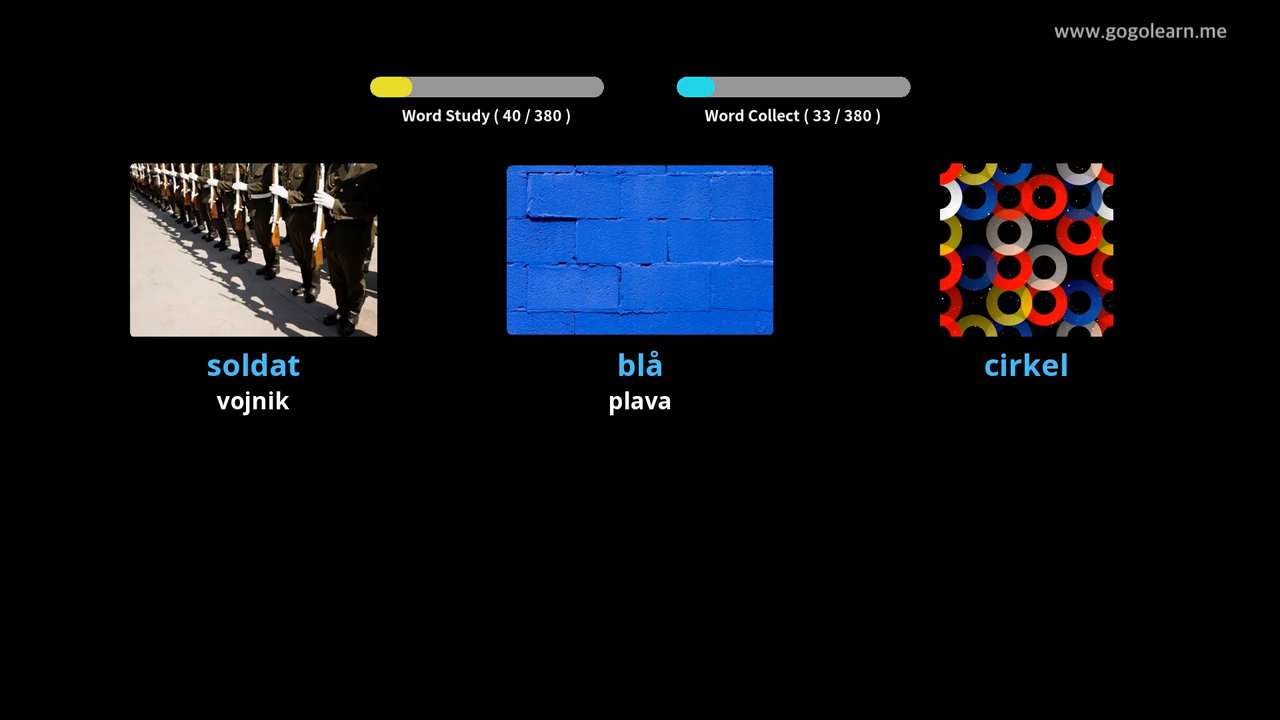 www.gogolearn.me
Word Study ( 40 / 380 )
Word Collect ( 33 / 380 )
soldat
vojnik
blå
plava
cirkel